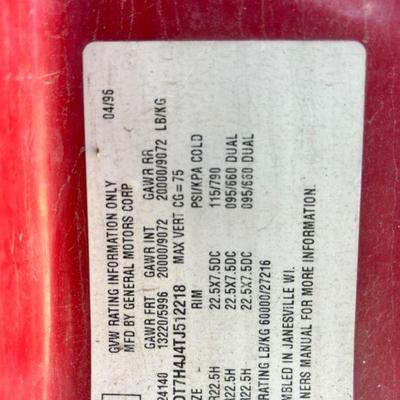 GVW RATING INFORMATION ONLY 04/96
MFD BY GENERAL MOTORS CORP
GAWR FRT GAWR INT GAWR RR
24140 13220/5996 20000/9072 20000/9072 LB/KG
DT7H4J4TJ512218 MAX VERT CG=75
ZE RIM PSI/KPA COLD
R22.5H 22.5X7.5DC 115/790
R22.5H 22.5X7.5DC 095/660 DUAL
R22.5H 22.5X7.5DC 095/660 DUAL
RATING LB/KG 60000/27216
MBLED IN JANESVILLE WI.
NERS MANUAL FOR MORE INFORMATION.